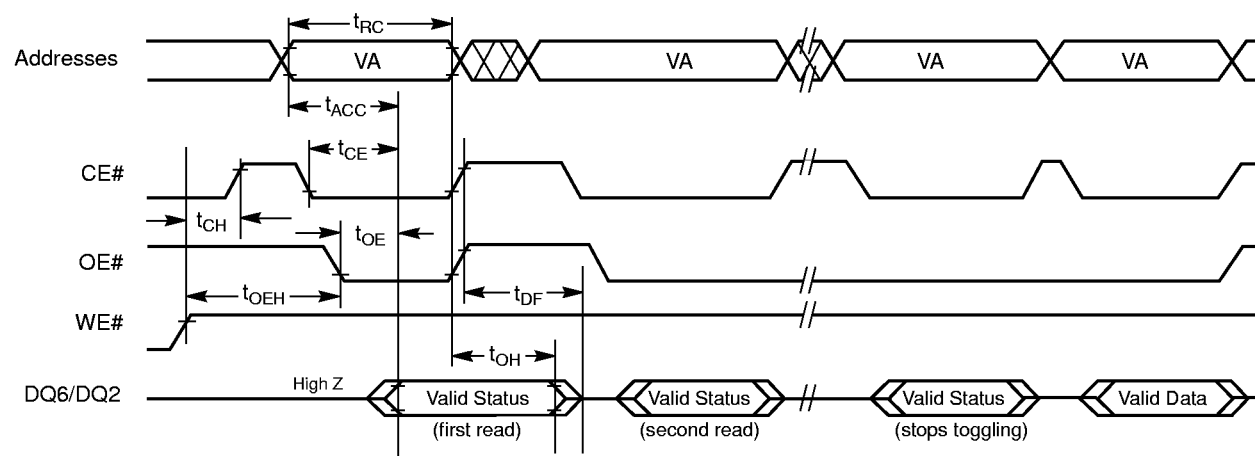 tRC
Addresses VA VA VA VA
tACC
tCE
CE#
tCH
tOE
OE#
tOEH tDF
WE#
tOH
DQ6/DQ2 High Z Valid Status Valid Status Valid Status Valid Data
(first read) (second read) (stops toggling)